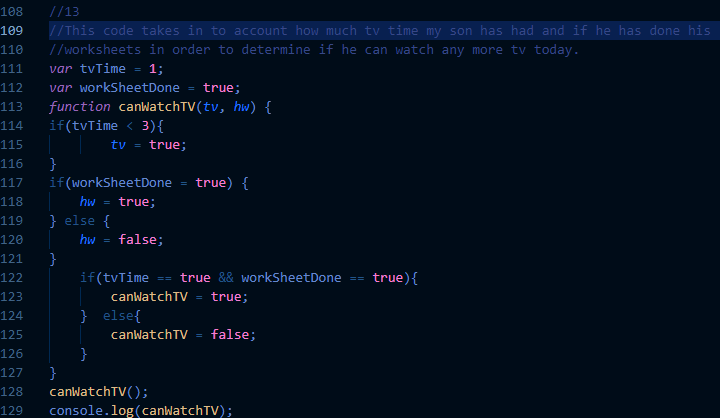 108 //13
109 //This code takes in to account how much tv time my son has had and if he has done his
110 //worksheets in order to determine if he can watch any more tv today.
111 var tvTime = 1;
112 var workSheetDone = true;
113 function canWatchTV(tv, hw) {
114 if(tvTime < 3){
115         tv = true;
116 }
117 if(workSheetDone = true) {
118     hw = true;
119 } else {
120     hw = false;
121 }
122     if(tvTime == true && workSheetDone == true){
123         canWatchTV = true;
124     }  else{
125         canWatchTV = false;
126     }
127 }
128 canWatchTV();
129 console.log(canWatchTV);